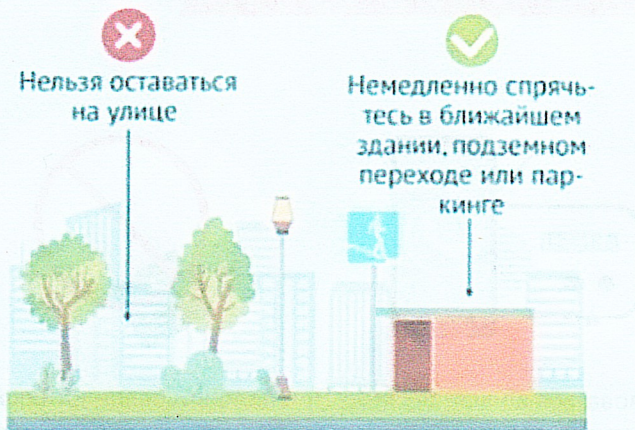 Нельзя оставаться
на улице
Немедленно спрячь-
тесь в ближайшем
здании, подземном
переходе или пар-
кинге